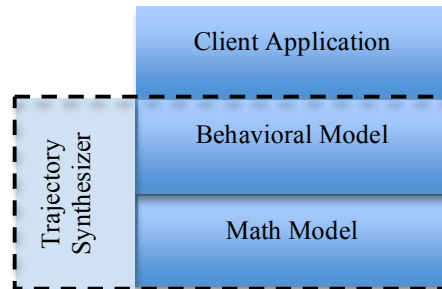 Client Application
Trajectory
Synthesizer
Behavioral Model
Math Model